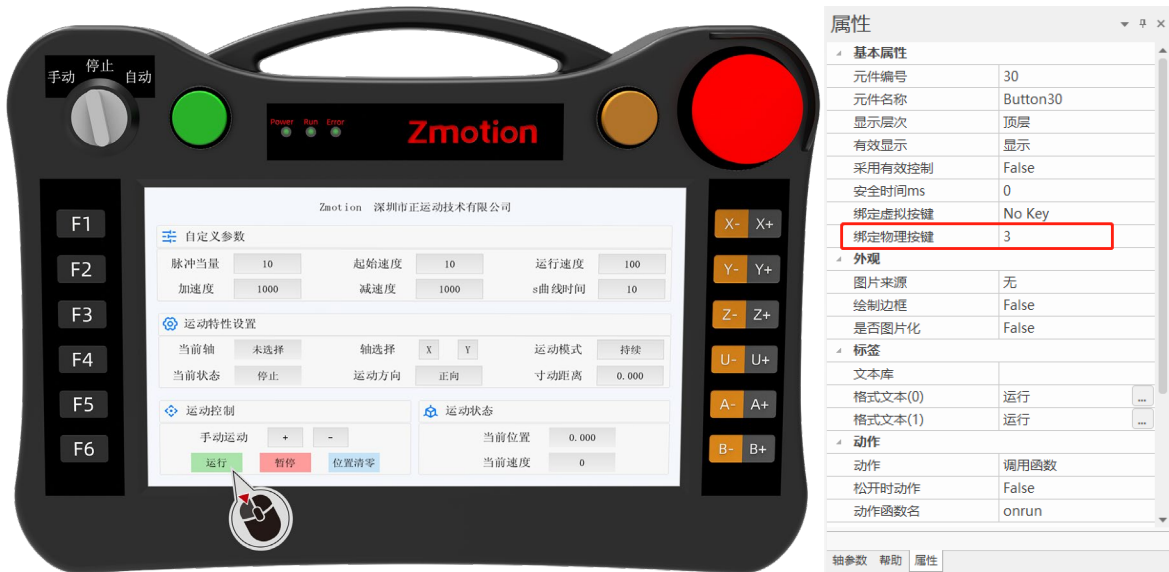 手动 停止 自动
Power Run Error
Zmotion
F1
F2
F3
F4
F5
F6
Zmotion 深圳市正运动技术有限公司
自定义参数
脉冲当量 10 起始速度 10 运行速度 100
加速度 1000 减速度 1000 s曲线时间 10
运动特性设置
当前轴 未选择 轴选择 X Y 运动模式 持续
当前状态 停止 运动方向 正向 寸动距离 0.000
运动控制 运动状态
手动运动 + - 当前位置 0.000
运行 暂停 位置清零 当前速度 0
X- X+
Y- Y+
Z- Z+
U- U+
A- A+
B- B+
属性
基本属性
元件编号 30
元件名称 Button30
显示层次 顶层
有效显示 显示
采用有效控制 False
安全时间ms 0
绑定虚拟按键 No Key
绑定物理按键 3
外观
图片来源 无
绘制边框 False
是否图片化 False
标签
文本库
格式文本(0) 运行 ...
格式文本(1) 运行 ...
动作
动作 调用函数
松开时动作 False
动作函数名 onrun
轴参数 帮助 属性